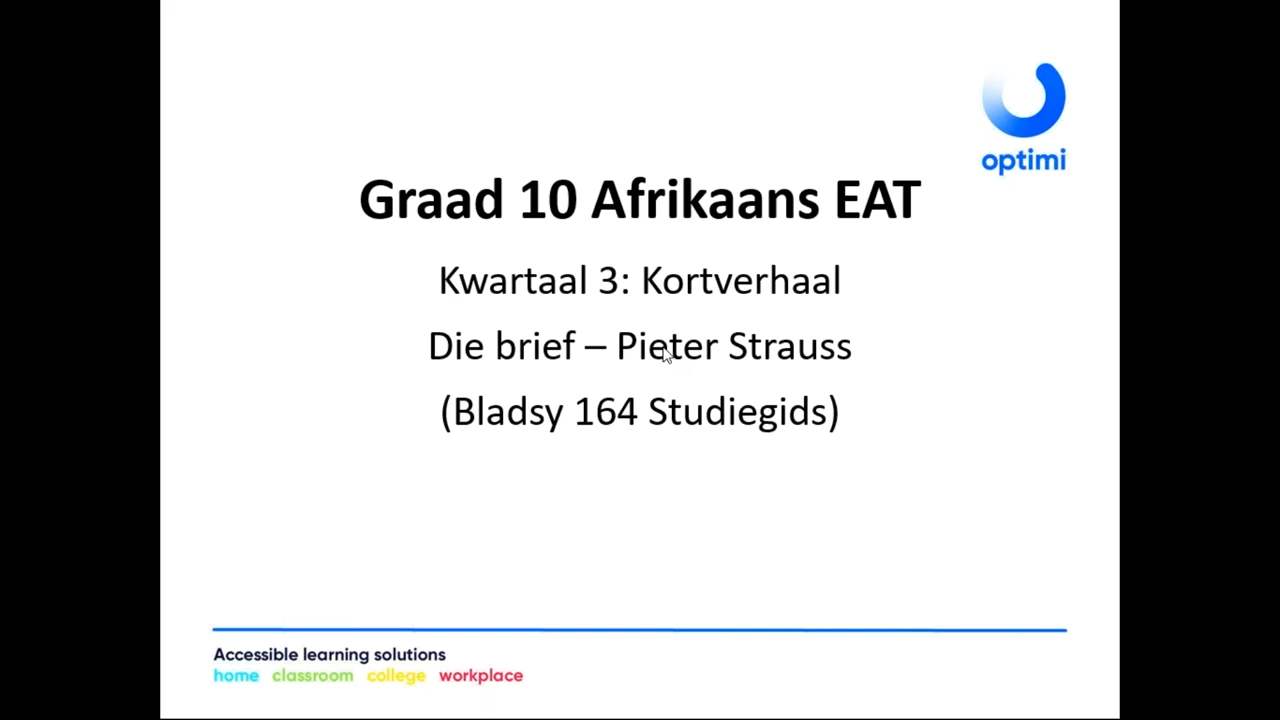 optimi
Graad 10 Afrikaans EAT
Kwartaal 3: Kortverhaal
Die brief – Pieter Strauss
(Bladsy 164 Studiegids)
Accessible learning solutions
home classroom college workplace